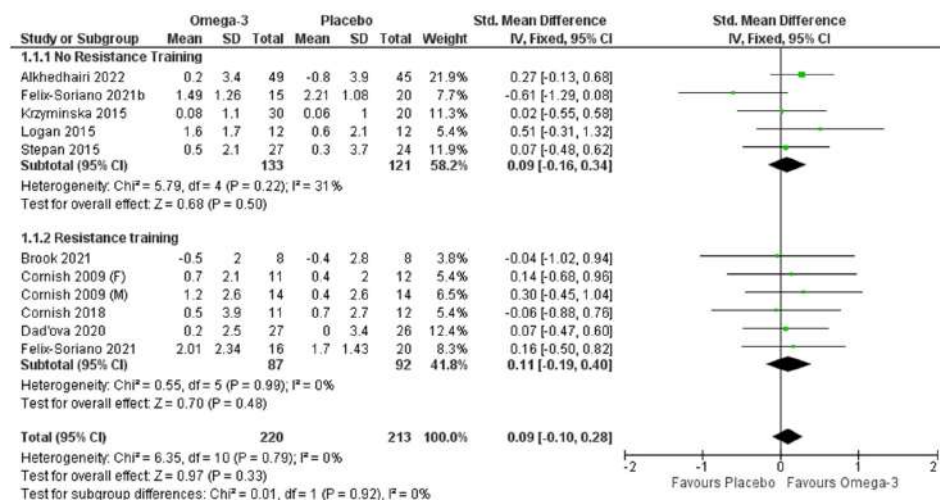 Omega-3 Placebo Std. Mean Difference Std. Mean Difference
Study or Subgroup Mean SD Total Mean SD Total Weight IV, Fixed, 95% CI IV, Fixed, 95% CI
1.1.1 No Resistance Training
Alkhedhairi 2022 0.2 3.4 49 -0.8 3.9 45 21.9% 0.27 [-0.13, 0.68]
Felix-Soriano 2021b 1.49 1.26 15 2.21 1.08 20 7.7% -0.61 [-1.29, 0.08]
Krzyminska 2015 0.08 1.1 30 0.06 1 20 11.3% 0.02 [-0.55, 0.58]
Logan 2015 1.6 1.7 12 0.6 2.1 12 5.4% 0.51 [-0.31, 1.32]
Stepan 2015 0.5 2.1 27 0.3 3.7 24 11.9% 0.07 [-0.48, 0.62]
Subtotal (95% CI) 133 121 58.2% 0.09 [-0.16, 0.34]
Heterogeneity: Chi² = 5.79, df = 4 (P = 0.22); I² = 31%
Test for overall effect: Z = 0.68 (P = 0.50)
1.1.2 Resistance training
Brook 2021 -0.5 2 8 -0.4 2.8 8 3.8% -0.04 [-1.02, 0.94]
Cornish 2009 (F) 0.7 2.1 11 0.4 2 12 5.4% 0.14 [-0.68, 0.96]
Cornish 2009 (M) 1.2 2.6 14 0.4 2.6 14 6.5% 0.30 [-0.45, 1.04]
Cornish 2018 0.5 3.9 11 0.7 2.7 12 5.4% -0.06 [-0.88, 0.76]
Dad'ova 2020 0.2 2.5 27 0 3.4 26 12.4% 0.07 [-0.47, 0.60]
Felix-Soriano 2021 2.01 2.34 16 1.7 1.43 20 8.3% 0.16 [-0.50, 0.82]
Subtotal (95% CI) 87 92 41.8% 0.11 [-0.19, 0.40]
Heterogeneity: Chi² = 0.55, df = 5 (P = 0.99); I² = 0%
Test for overall effect: Z = 0.70 (P = 0.48)
Total (95% CI) 220 213 100.0% 0.09 [-0.10, 0.28]
Heterogeneity: Chi² = 6.35, df = 10 (P = 0.79); I² = 0%
Test for overall effect: Z = 0.97 (P = 0.33)
Test for subgroup differences: Chi² = 0.01, df = 1 (P = 0.92), I² = 0%
-2 -1 0 1 2
Favours Placebo Favours Omega-3